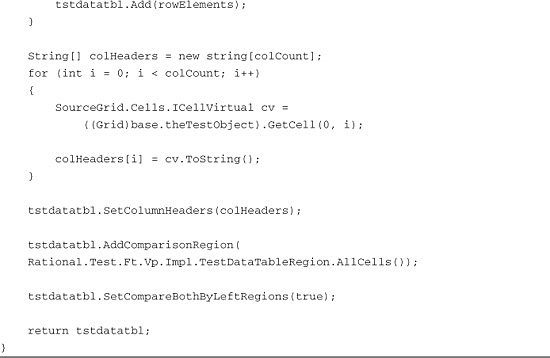 tstdatatbl.Add(rowElements);
}
String[] colHeaders = new string[colCount];
for (int i = 0; i < colCount; i++)
{
SourceGrid.Cells.ICellVirtual cv =
((Grid)base.theTestObject).GetCell(0, i);
colHeaders[i] = cv.ToString();
}
tstdatatbl.SetColumnHeaders(colHeaders);
tstdatatbl.AddComparisonRegion(
Rational.Test.Ft.Vp.Impl.TestDataTableRegion.AllCells());
tstdatatbl.SetCompareBothByLeftRegions(true);
return tstdatatbl;
}